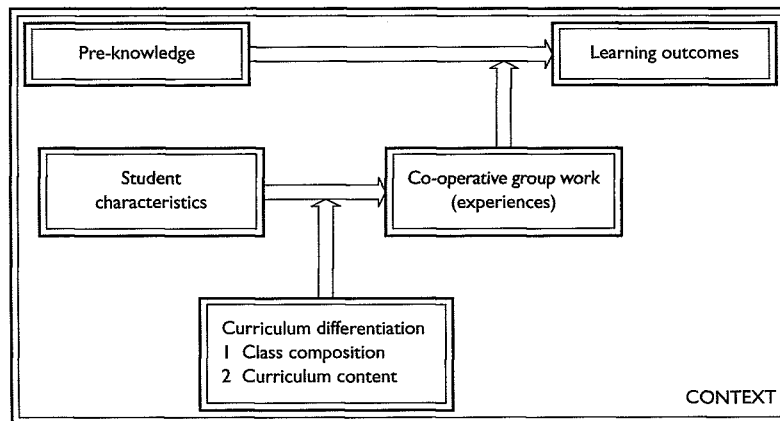 Pre-knowledge
Learning outcomes
Student
characteristics
Co-operative group work
(experiences)
Curriculum differentiation
1 Class composition
2 Curriculum content
CONTEXT